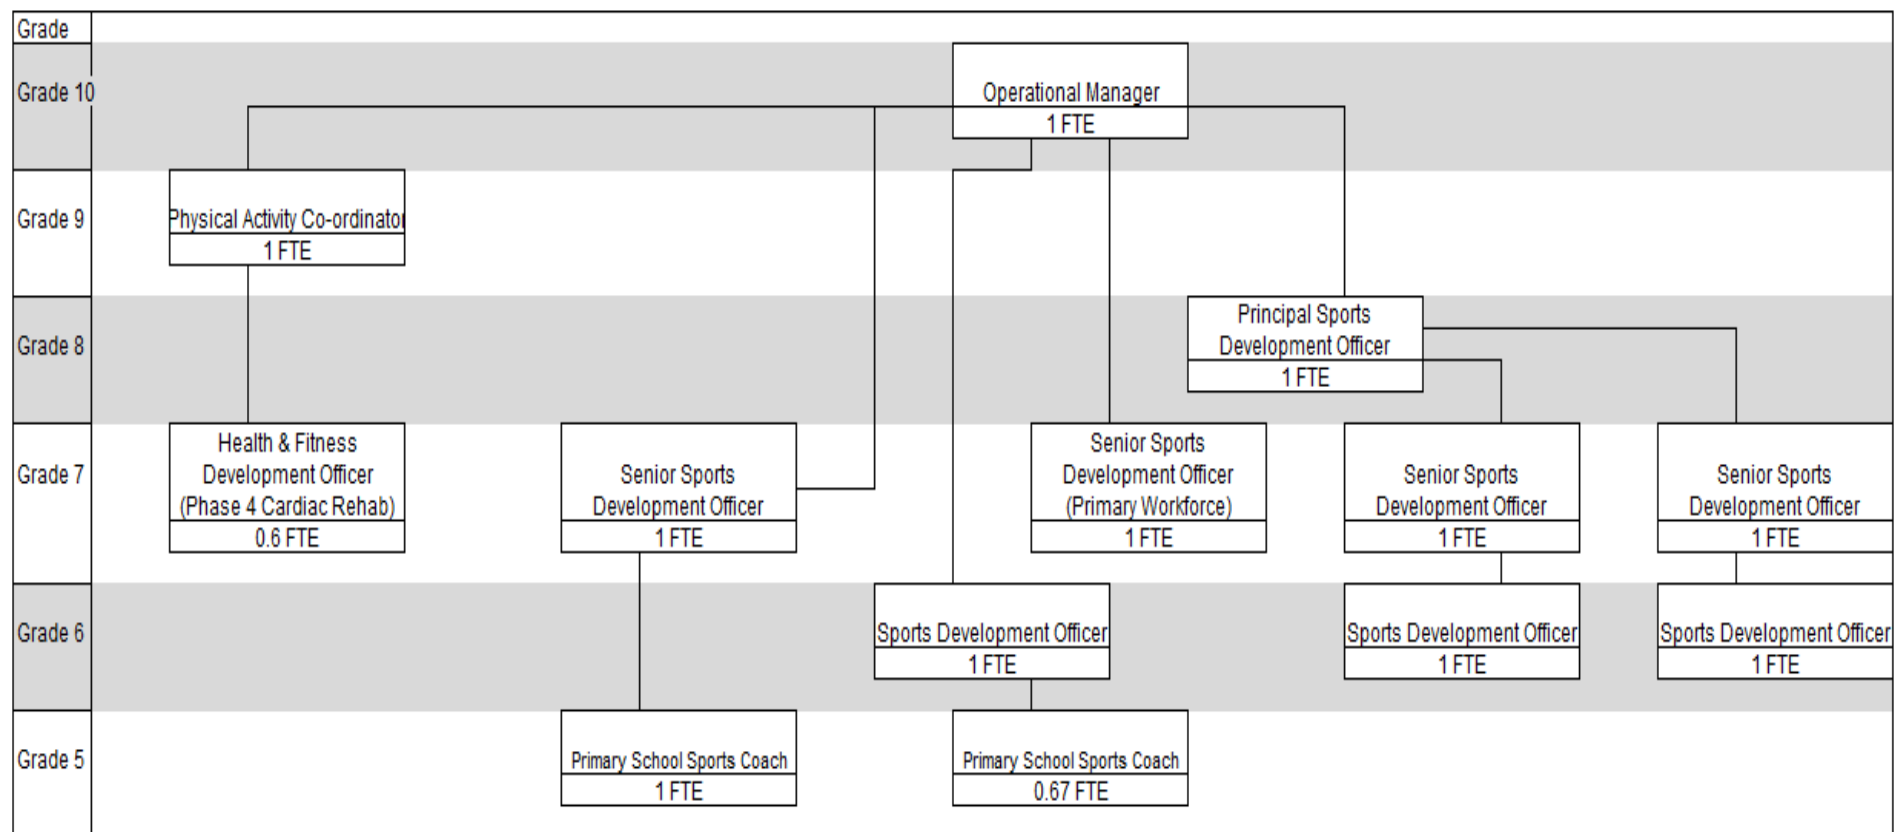 Grade
Grade 10
Operational Manager
1 FTE
Grade 9
Physical Activity Co-ordinator
1 FTE
Grade 8
Principal Sports
Development Officer
1 FTE
Grade 7
Health & Fitness
Development Officer
(Phase 4 Cardiac Rehab)
0.6 FTE
Senior Sports
Development Officer
1 FTE
Senior Sports
Development Officer
(Primary Workforce)
1 FTE
Senior Sports
Development Officer
1 FTE
Senior Sports
Development Officer
1 FTE
Grade 6
Sports Development Officer
1 FTE
Sports Development Officer
1 FTE
Sports Development Officer
1 FTE
Grade 5
Primary School Sports Coach
1 FTE
Primary School Sports Coach
0.67 FTE